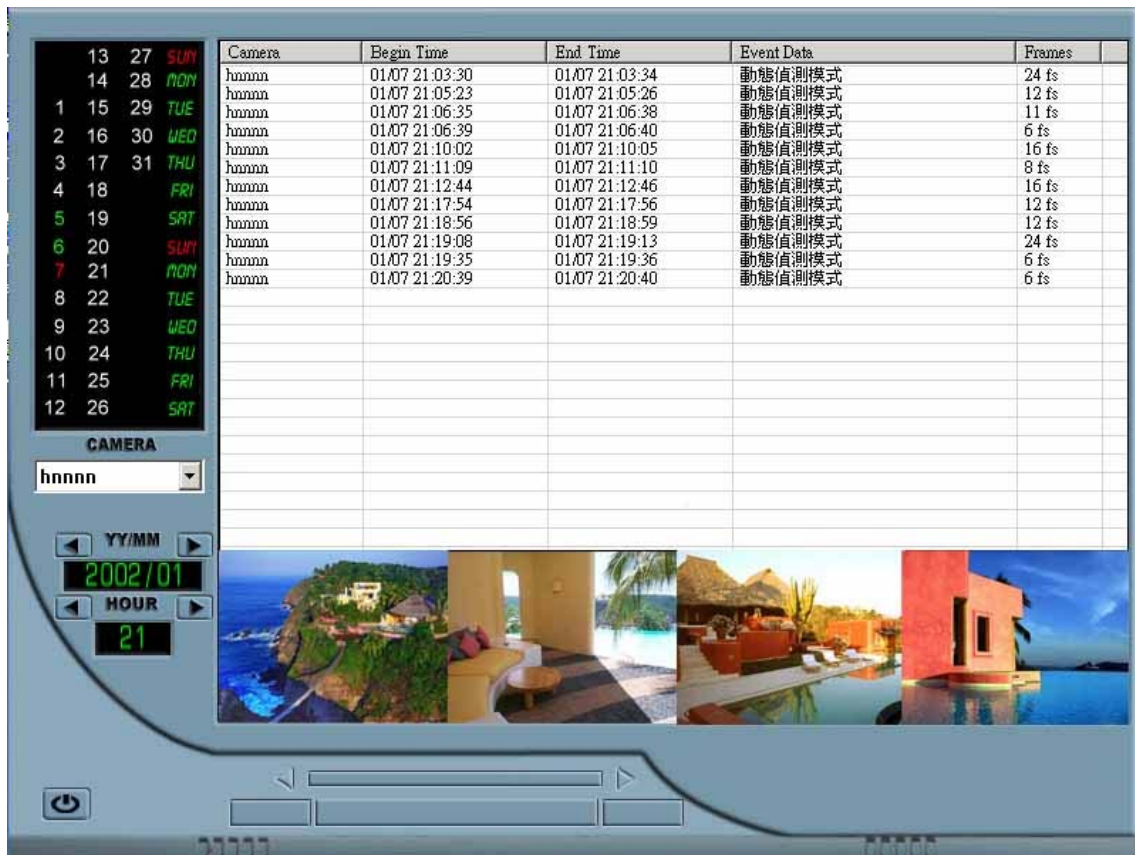 13 27 SUN
14 28 MON
1 15 29 TUE
2 16 30 WED
3 17 31 THU
4 18 FRI
5 19 SAT
6 20 SUN
7 21 MON
8 22 TUE
9 23 WED
10 24 THU
11 25 FRI
12 26 SAT
CAMERA
hnnnn
YY/MM
2002/01
HOUR
21
Camera Begin Time End Time Event Data Frames
hnnnn 01/07 21:03:30 01/07 21:03:34 動態偵測模式 24 fs
hnnnn 01/07 21:05:23 01/07 21:05:26 動態偵測模式 12 fs
hnnnn 01/07 21:06:35 01/07 21:06:38 動態偵測模式 11 fs
hnnnn 01/07 21:06:39 01/07 21:06:40 動態偵測模式 6 fs
hnnnn 01/07 21:10:02 01/07 21:10:05 動態偵測模式 16 fs
hnnnn 01/07 21:11:09 01/07 21:11:10 動態偵測模式 8 fs
hnnnn 01/07 21:12:44 01/07 21:12:46 動態偵測模式 16 fs
hnnnn 01/07 21:17:54 01/07 21:17:56 動態偵測模式 12 fs
hnnnn 01/07 21:18:56 01/07 21:18:59 動態偵測模式 12 fs
hnnnn 01/07 21:19:08 01/07 21:19:13 動態偵測模式 24 fs
hnnnn 01/07 21:19:35 01/07 21:19:36 動態偵測模式 6 fs
hnnnn 01/07 21:20:39 01/07 21:20:40 動態偵測模式 6 fs